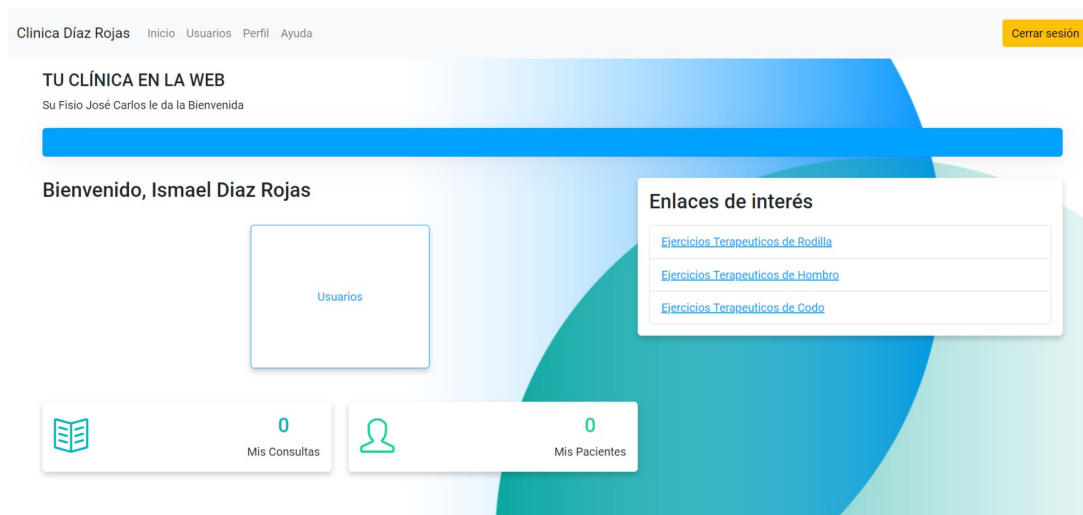 Clinica Díaz Rojas Inicio Usuarios Perfil Ayuda Cerrar sesión
TU CLÍNICA EN LA WEB
Su Fisio José Carlos le da la Bienvenida
Bienvenido, Ismael Diaz Rojas
Usuarios
0
Mis Consultas
0
Mis Pacientes
Enlaces de interés
Ejercicios Terapeuticos de Rodilla
Ejercicios Terapeuticos de Hombro
Ejercicios Terapeuticos de Codo